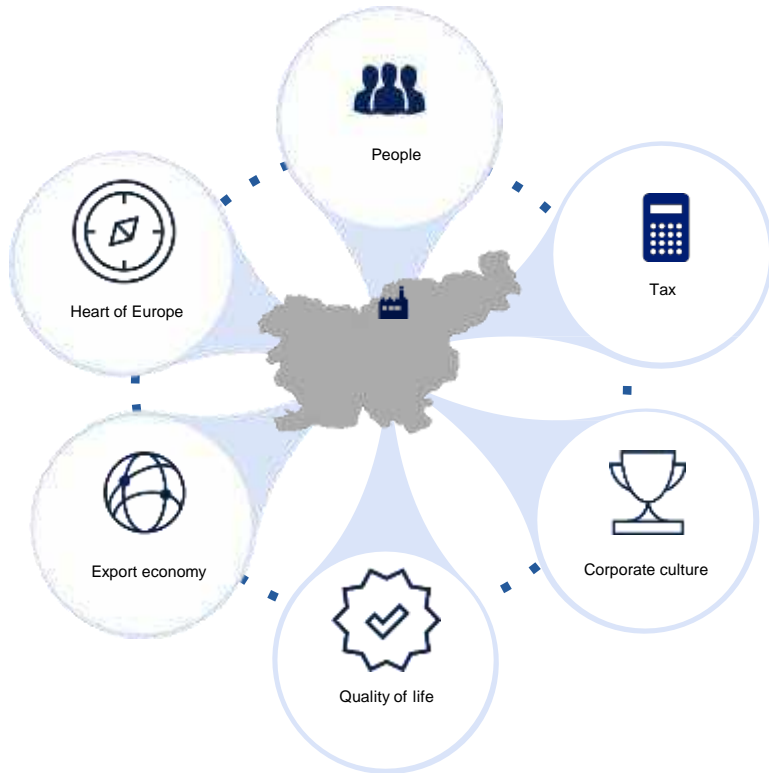 People
Tax
Heart of Europe
Export economy
Corporate culture
Quality of life